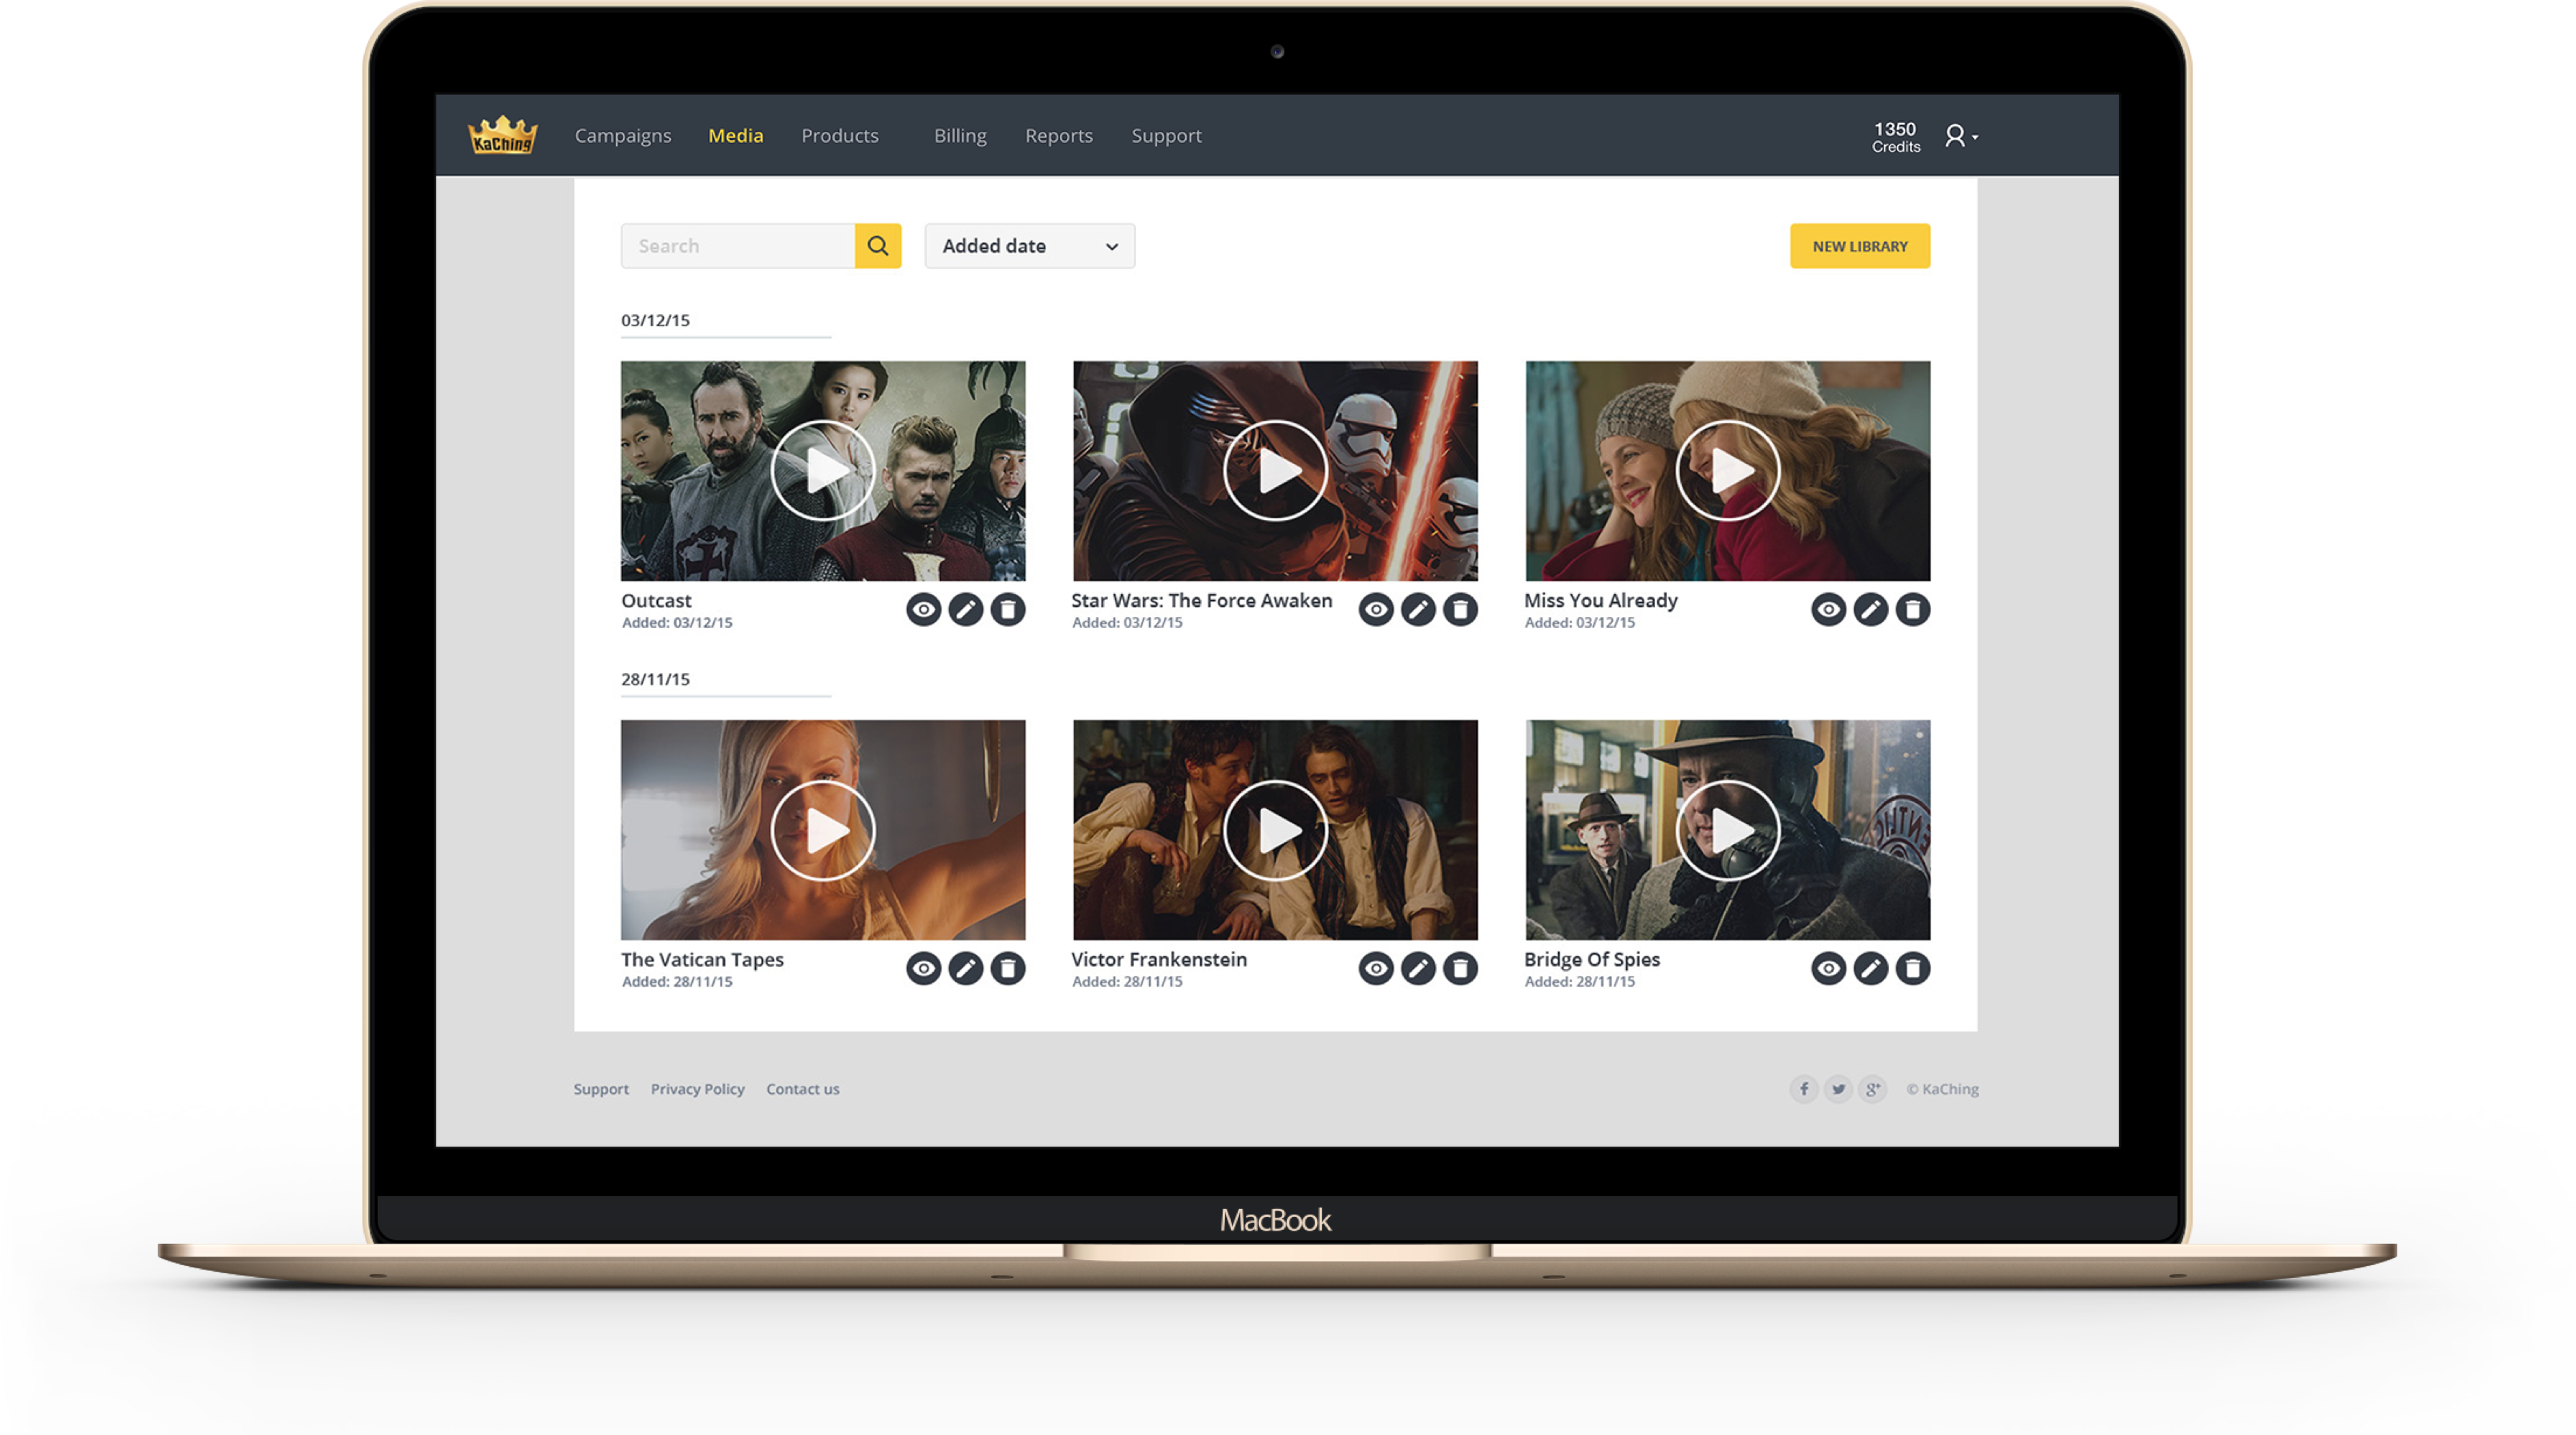 KaChing
Campaigns Media Products Billing Reports Support
1350
Credits
Search
Added date
NEW LIBRARY
03/12/15
Outcast
Added: 03/12/15
Star Wars: The Force Awaken
Added: 03/12/15
Miss You Already
Added: 03/12/15
28/11/15
The Vatican Tapes
Added: 28/11/15
Victor Frankenstein
Added: 28/11/15
Bridge Of Spies
Added: 28/11/15
Support Privacy Policy Contact us
f
g+
© KaChing
MacBook